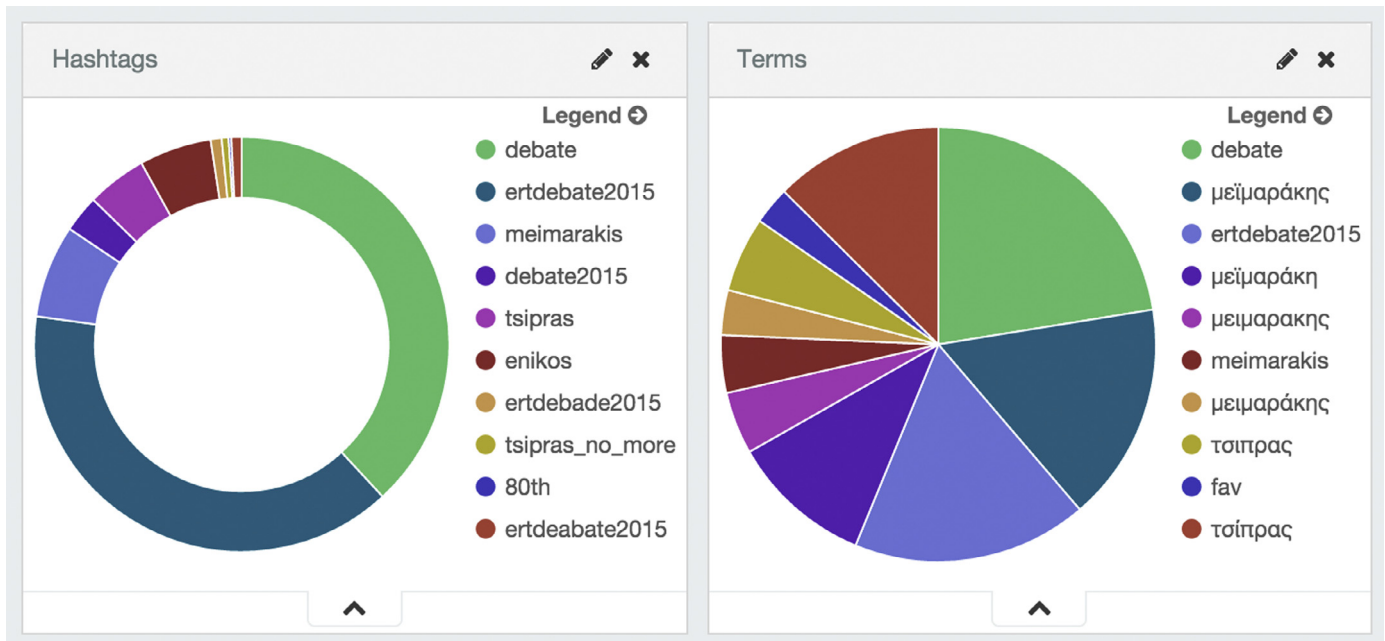 Hashtags
Legend
debate
ertdebate2015
meimarakis
debate2015
tsipras
enikos
ertdebade2015
tsipras_no_more
80th
ertdeabate2015
Terms
Legend
debate
μεϊμαράκης
ertdebate2015
μεϊμαράκη
μειμαρακης
meimarakis
μειμαράκης
τσιπρας
fav
τσίπρας